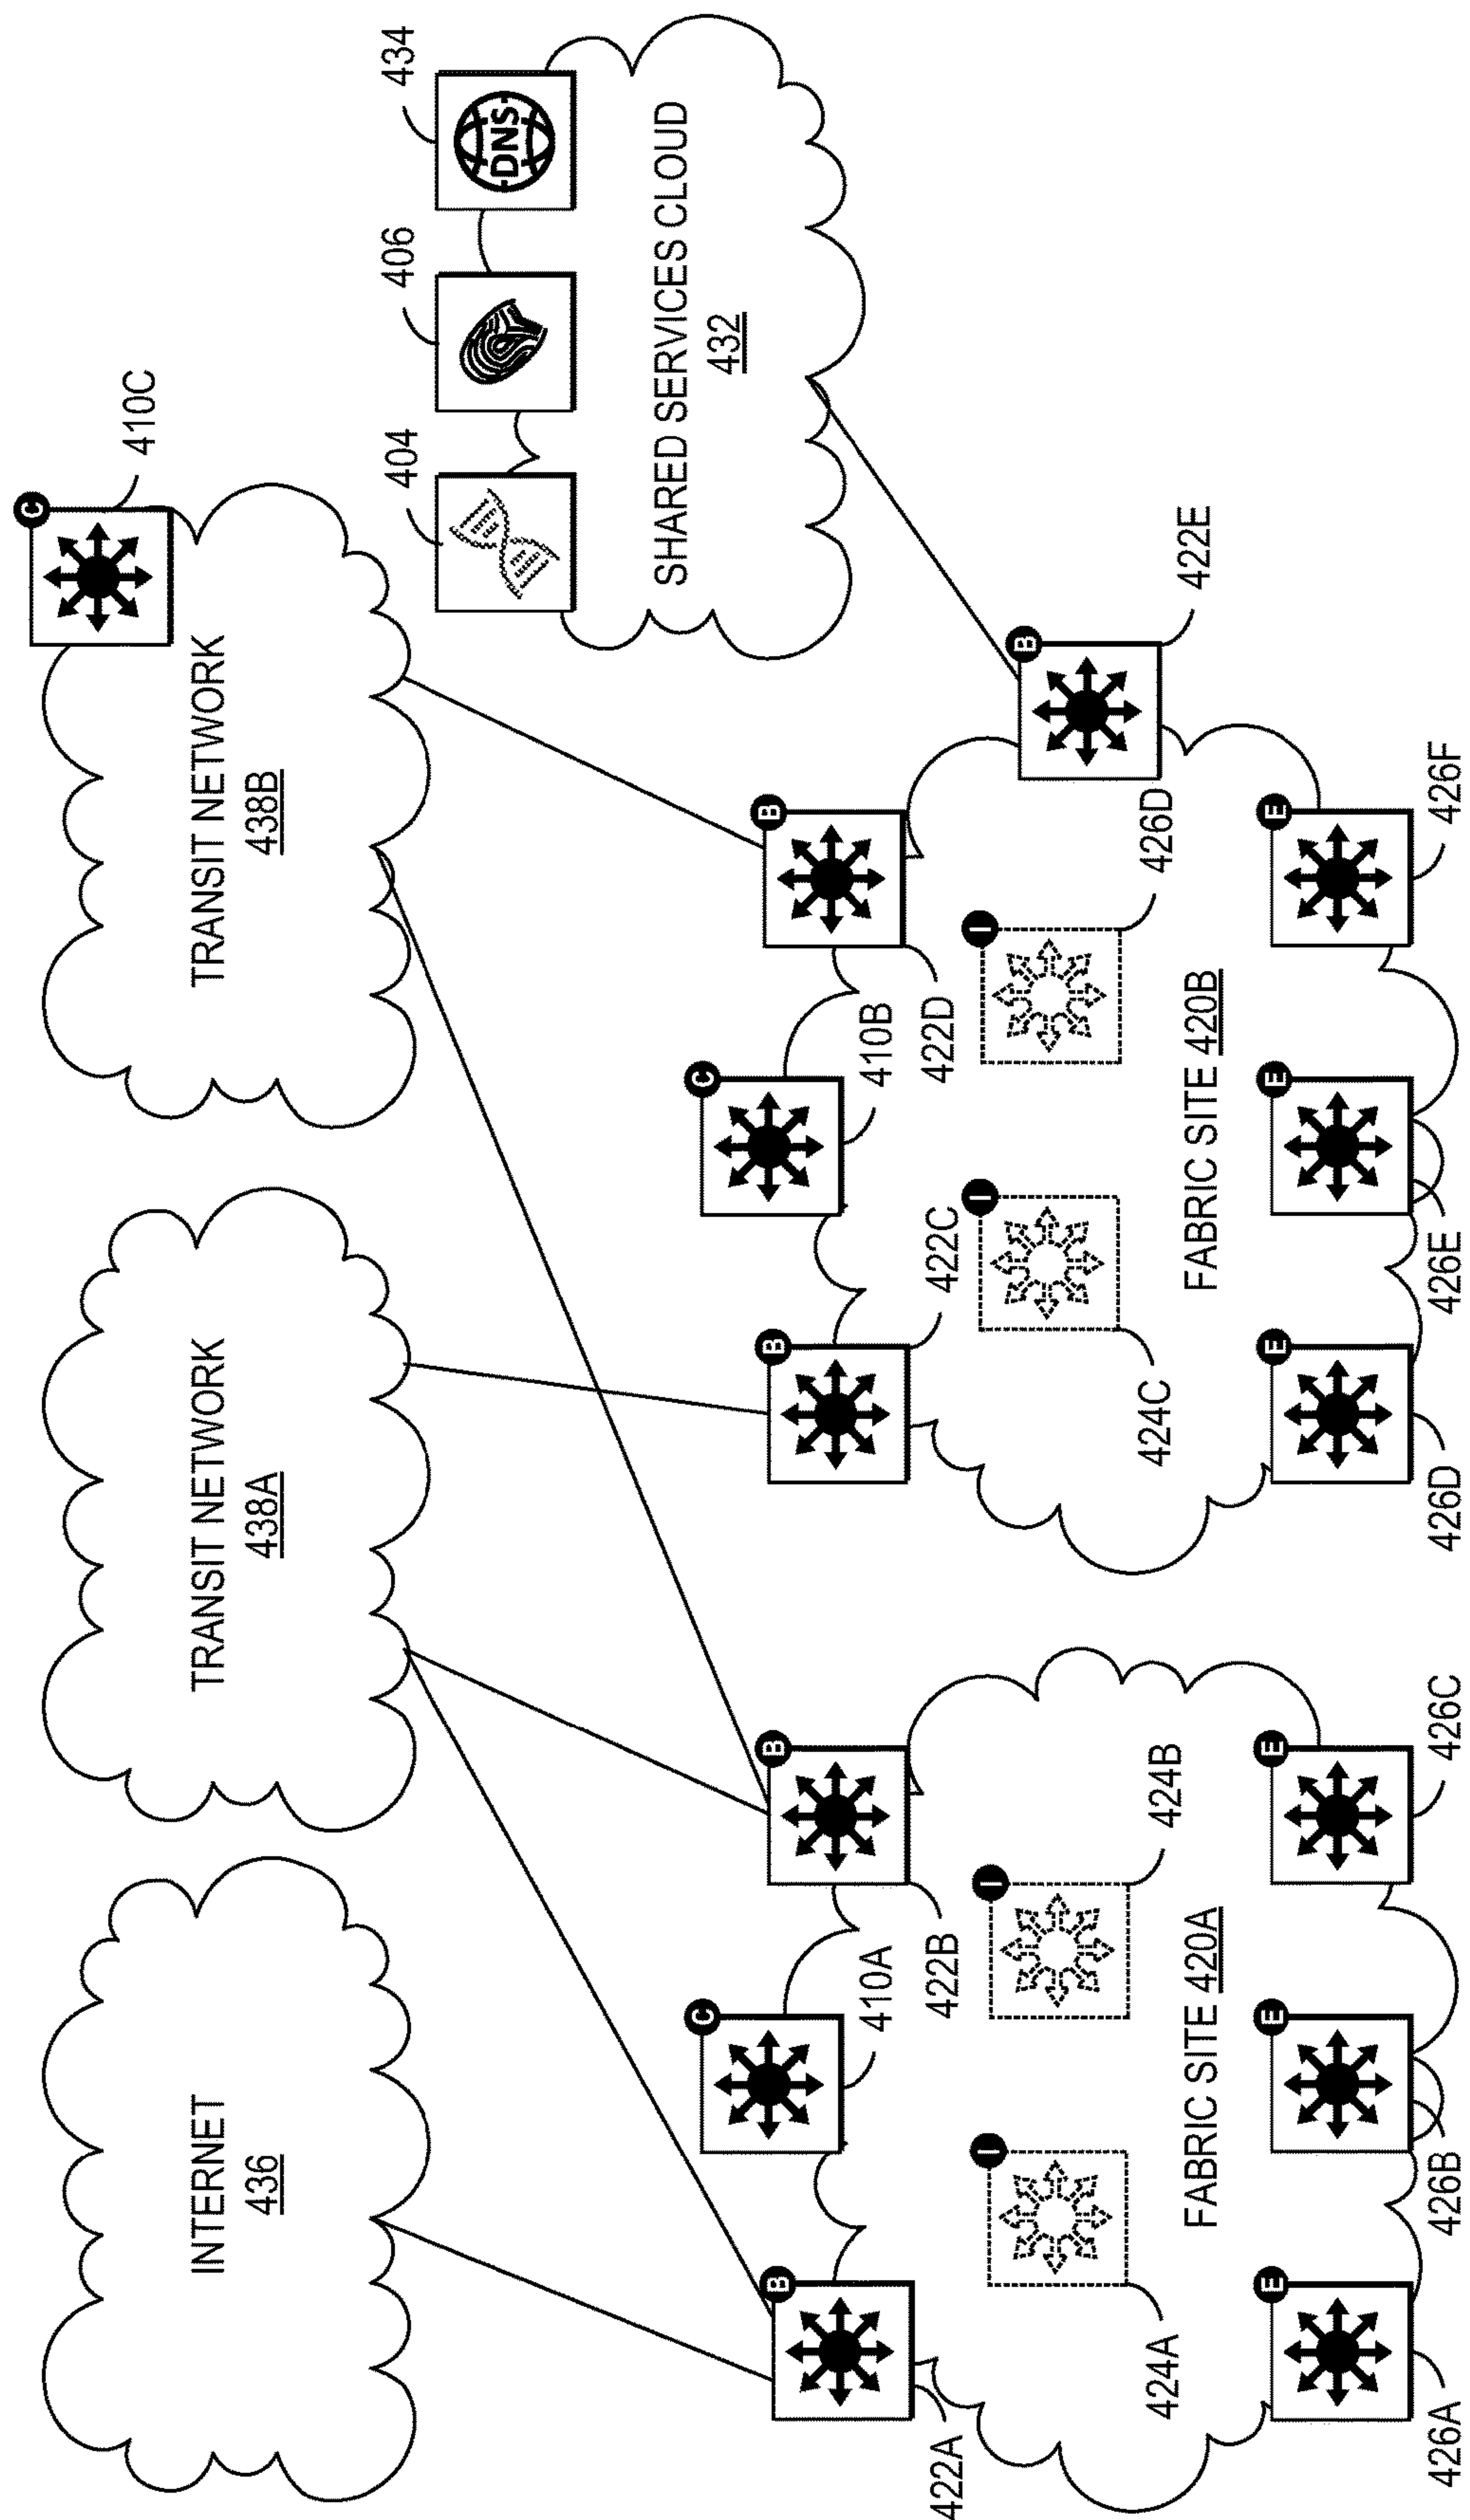 INTERNET
436
TRANSIT NETWORK
438A
TRANSIT NETWORK
438B
C
410C
404
406
434
DNS
SHARED SERVICES CLOUD
432
B
422A
C
410A
B
422B
I
424A
I
424B
FABRIC SITE 420A
E
426A
E
426B
E
426C
B
422C
C
410B
B
422D
B
422E
I
424C
I
426D
FABRIC SITE 420B
E
426D
E
426E
E
426F